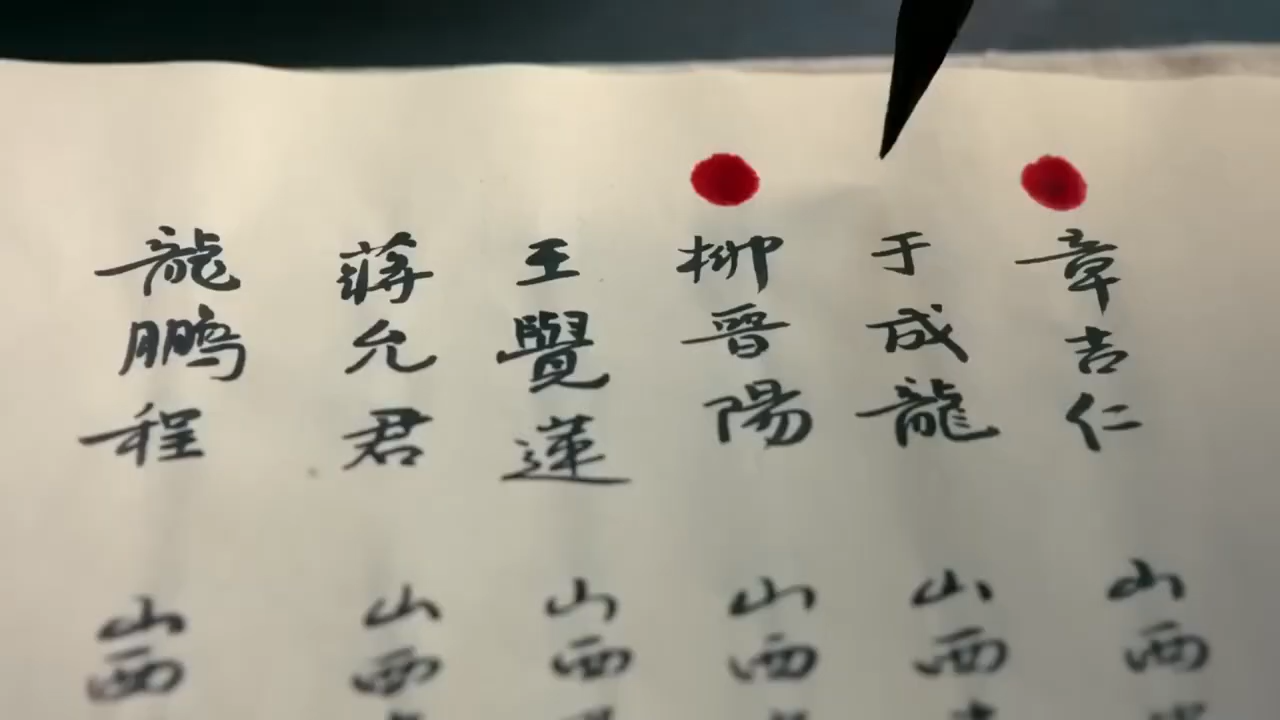 章吉仁 山西
于成龍 山西
柳晉陽 山西
王覺蓮 山西
蔣允君 山西
龍鵬程 山西